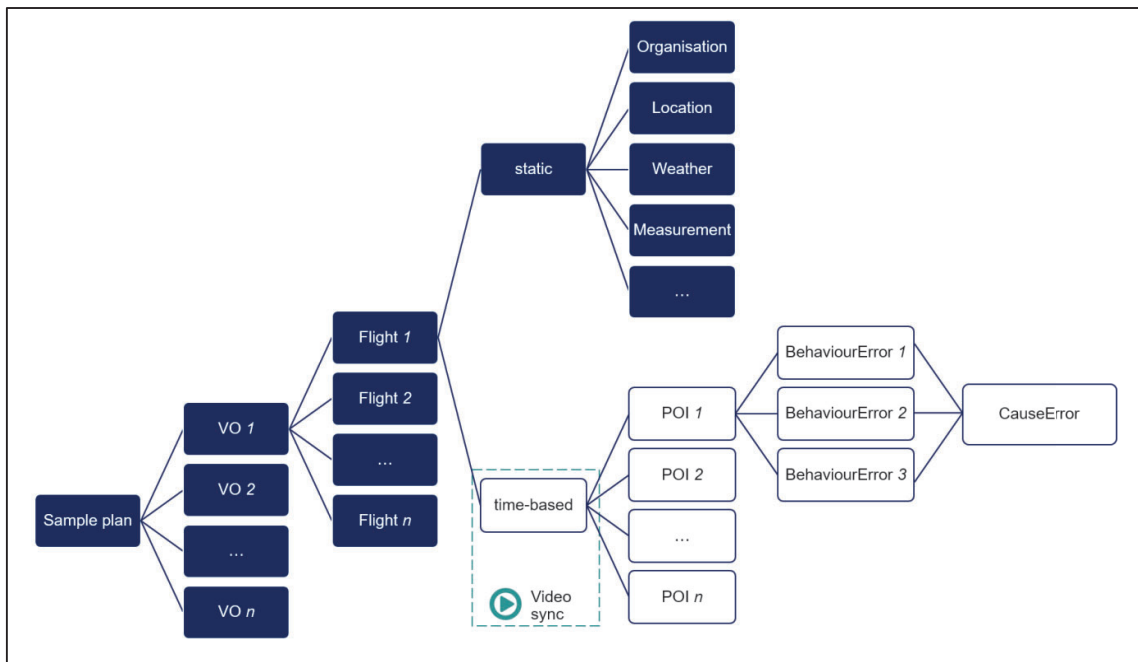 Sample plan
VO 1
VO 2
...
VO n
Flight 1
Flight 2
...
Flight n
static
time-based
Video
sync
Organisation
Location
Weather
Measurement
...
POI 1
POI 2
...
POI n
BehaviourError 1
BehaviourError 2
BehaviourError 3
CauseError